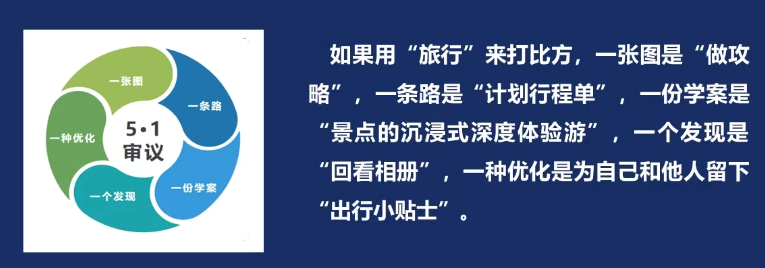 一张图
一条路
一种优化
5·1
审议
一份学案
一个发现
如果用“旅行”来打比方，一张图是“做攻
略”，一条路是“计划行程单”，一份学案是
“景点的沉浸式深度体验游”，一个发现是
“回看相册”，一种优化是为自己和他人留下
“出行小贴士”。